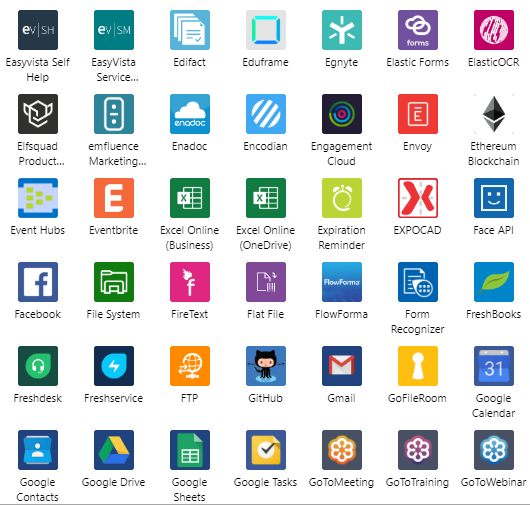 eV|SH
eV|SM
forms
Easyvista Self Help
EasyVista Service...
Edifact
Eduframe
Egnyte
Elastic Forms
ElasticOCR
enadoc
E
Elfsquad Product...
emfluence Marketing...
Enadoc
Encodian
Engagement Cloud
Envoy
Ethereum Blockchain
E
X
X
X
Event Hubs
Eventbrite
Excel Online (Business)
Excel Online (OneDrive)
Expiration Reminder
EXPOCAD
Face API
f
f
FlowForma
Facebook
File System
FireText
Flat File
FlowForma
Form Recognizer
FreshBooks
31
Freshdesk
Freshservice
FTP
GitHub
Gmail
GoFileRoom
Google Calendar
Google Contacts
Google Drive
Google Sheets
Google Tasks
GoToMeeting
GoToTraining
GoToWebinar